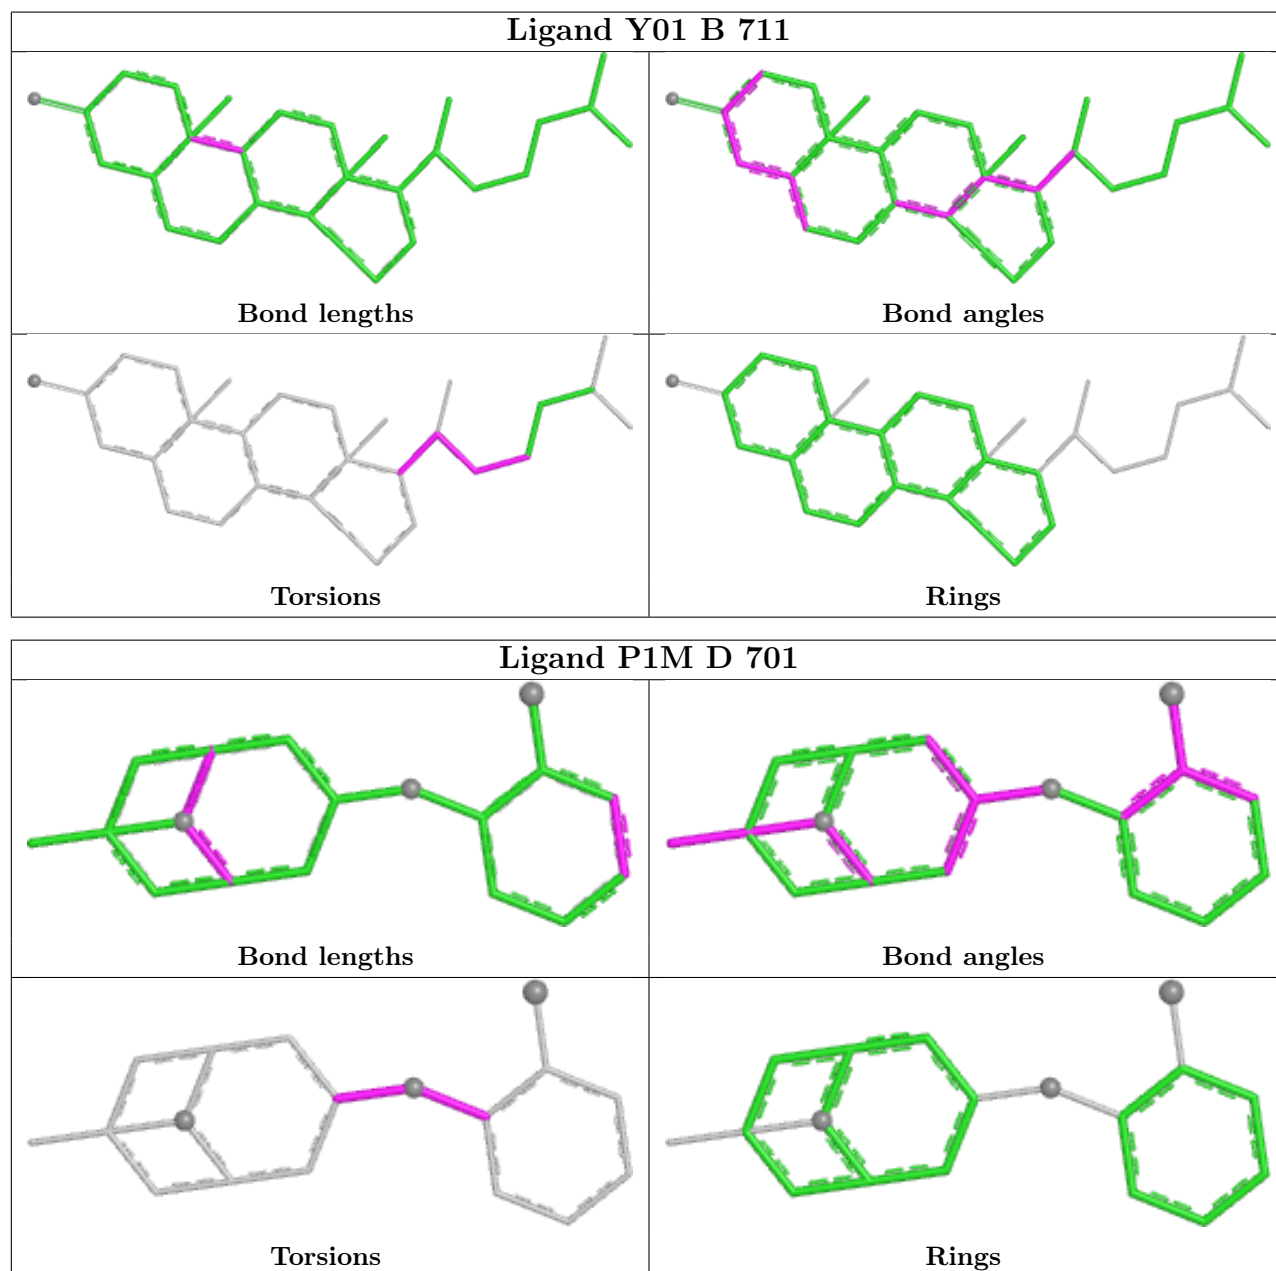 Ligand Y01 B 711
Bond lengths
Bond angles
Torsions
Rings
Ligand P1M D 701
Bond lengths
Bond angles
Torsions
Rings